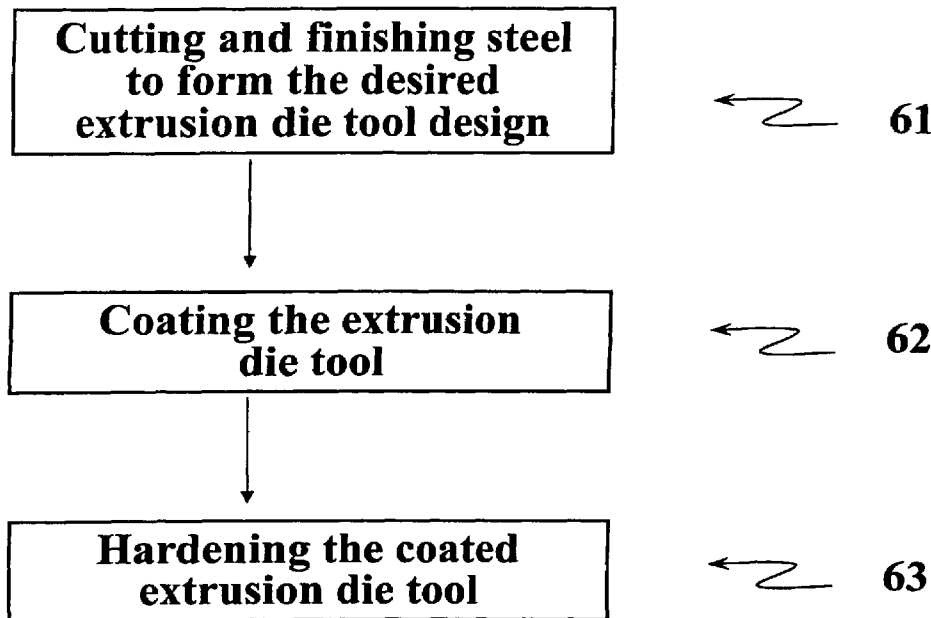 Cutting and finishing steel
to form the desired
extrusion die tool design
61
Coating the extrusion
die tool
62
Hardening the coated
extrusion die tool
63